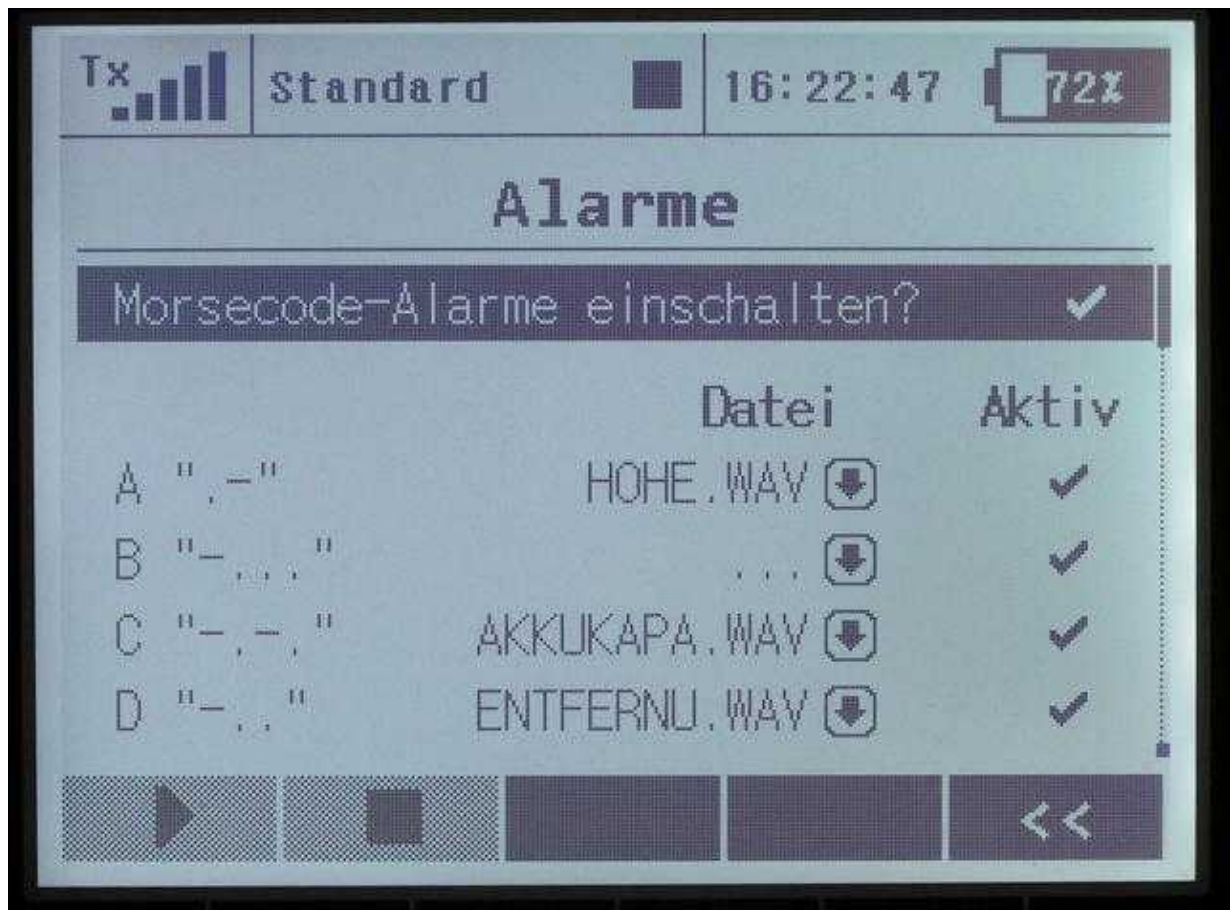 Tx Standard 16:22:47 72%
Alarme
Morsecode-Alarme einschalten?
Datei Aktiv
A ".-" HOHE.WAV
B "-..." ...
C "-.-." AKKUKAPA.WAV
D "-.." ENTFERNU.WAV
<<